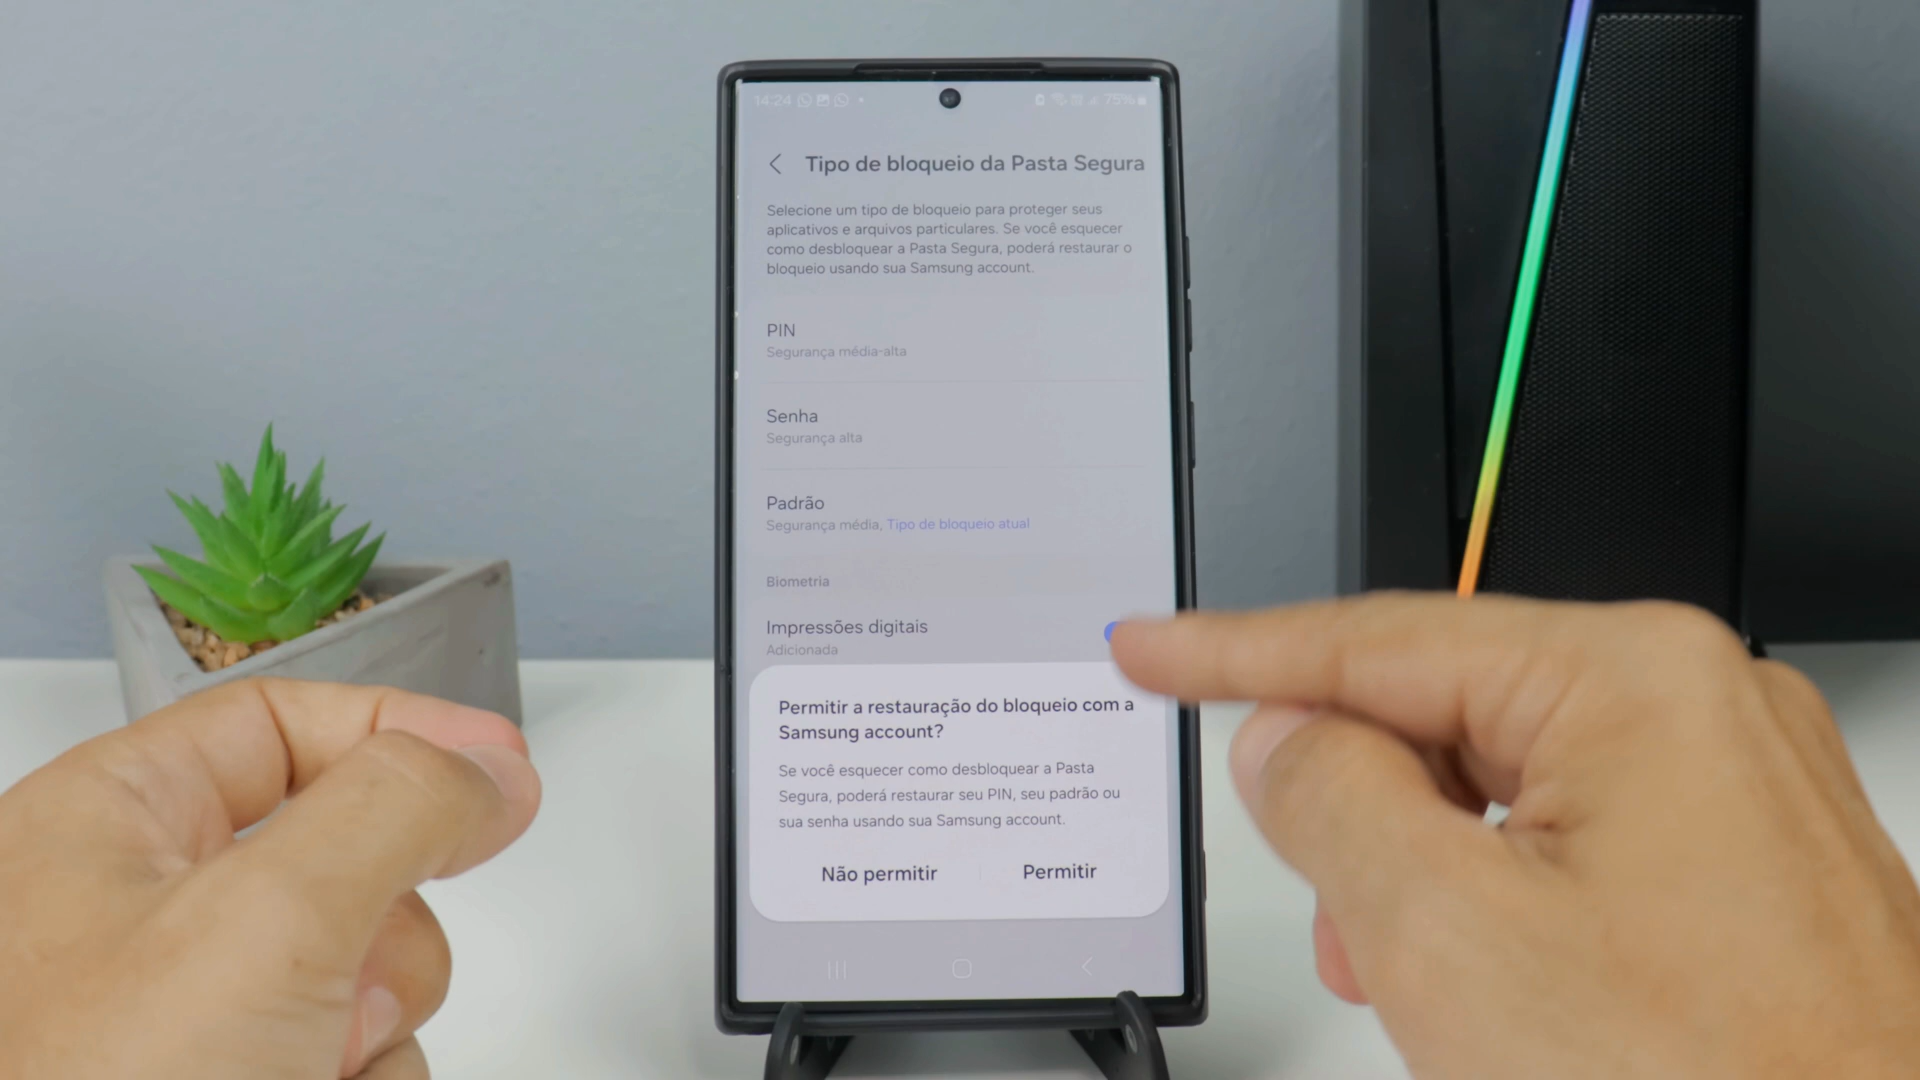 14:24
75%
Tipo de bloqueio da Pasta Segura
Selecione um tipo de bloqueio para proteger seus
aplicativos e arquivos particulares. Se você esquecer
como desbloquear a Pasta Segura, poderá restaurar o
bloqueio usando sua Samsung account.
PIN
Segurança média-alta
Senha
Segurança alta
Padrão
Segurança média, Tipo de bloqueio atual
Biometria
Impressões digitais
Adicionada
Permitir a restauração do bloqueio com a
Samsung account?
Se você esquecer como desbloquear a Pasta
Segura, poderá restaurar seu PIN, seu padrão ou
sua senha usando sua Samsung account.
Não permitir
Permitir